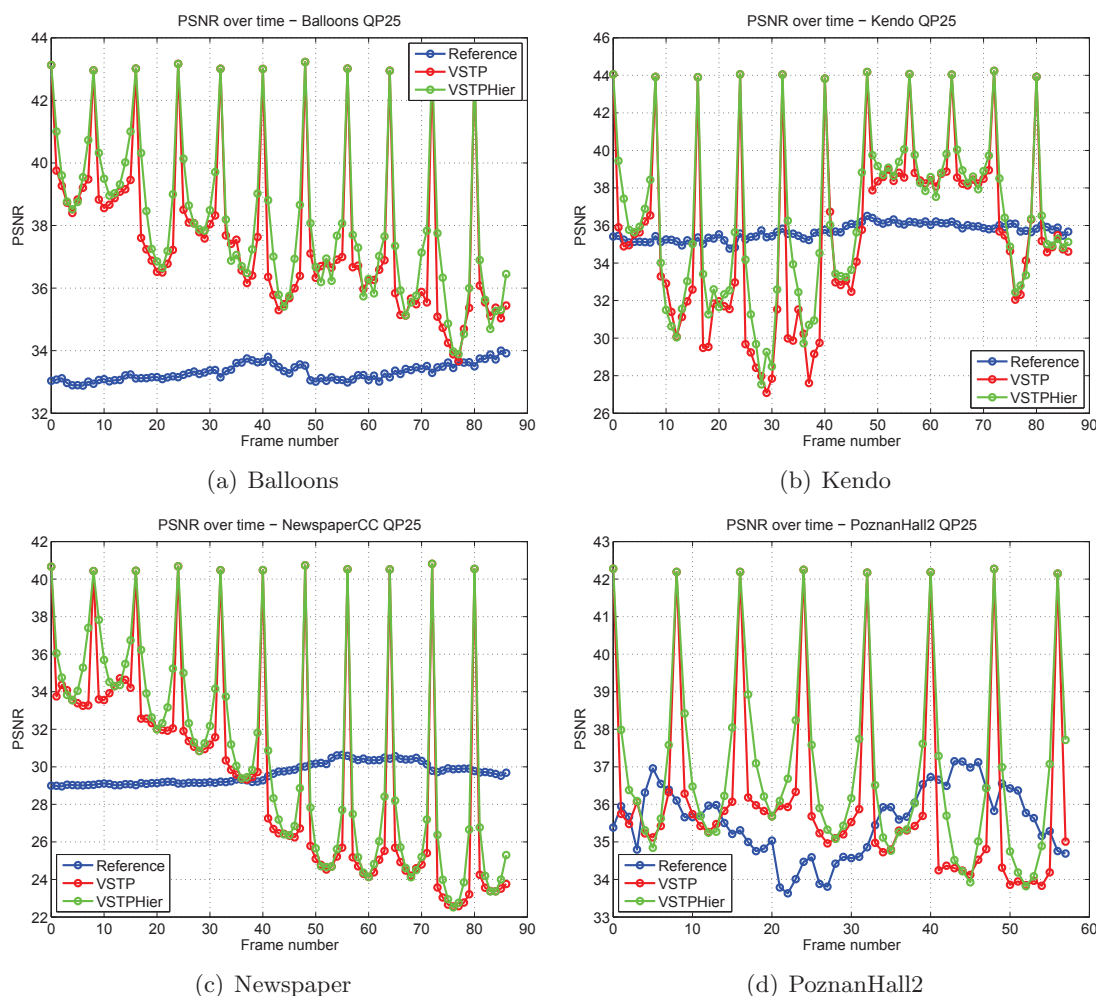 PSNR over time − Balloons QP25
44
42
40
38
36
34
32
PSNR
0 10 20 30 40 50 60 70 80 90
Frame number
Reference
VSTP
VSTPHier
(a) Balloons
PSNR over time − Kendo QP25
46
44
42
40
38
36
34
32
30
28
26
PSNR
0 10 20 30 40 50 60 70 80 90
Frame number
Reference
VSTP
VSTPHier
(b) Kendo
PSNR over time − NewspaperCC QP25
42
40
38
36
34
32
30
28
26
24
22
PSNR
0 10 20 30 40 50 60 70 80 90
Frame number
Reference
VSTP
VSTPHier
(c) Newspaper
PSNR over time − PoznanHall2 QP25
43
42
41
40
39
38
37
36
35
34
33
PSNR
0 10 20 30 40 50 60
Frame number
Reference
VSTP
VSTPHier
(d) PoznanHall2